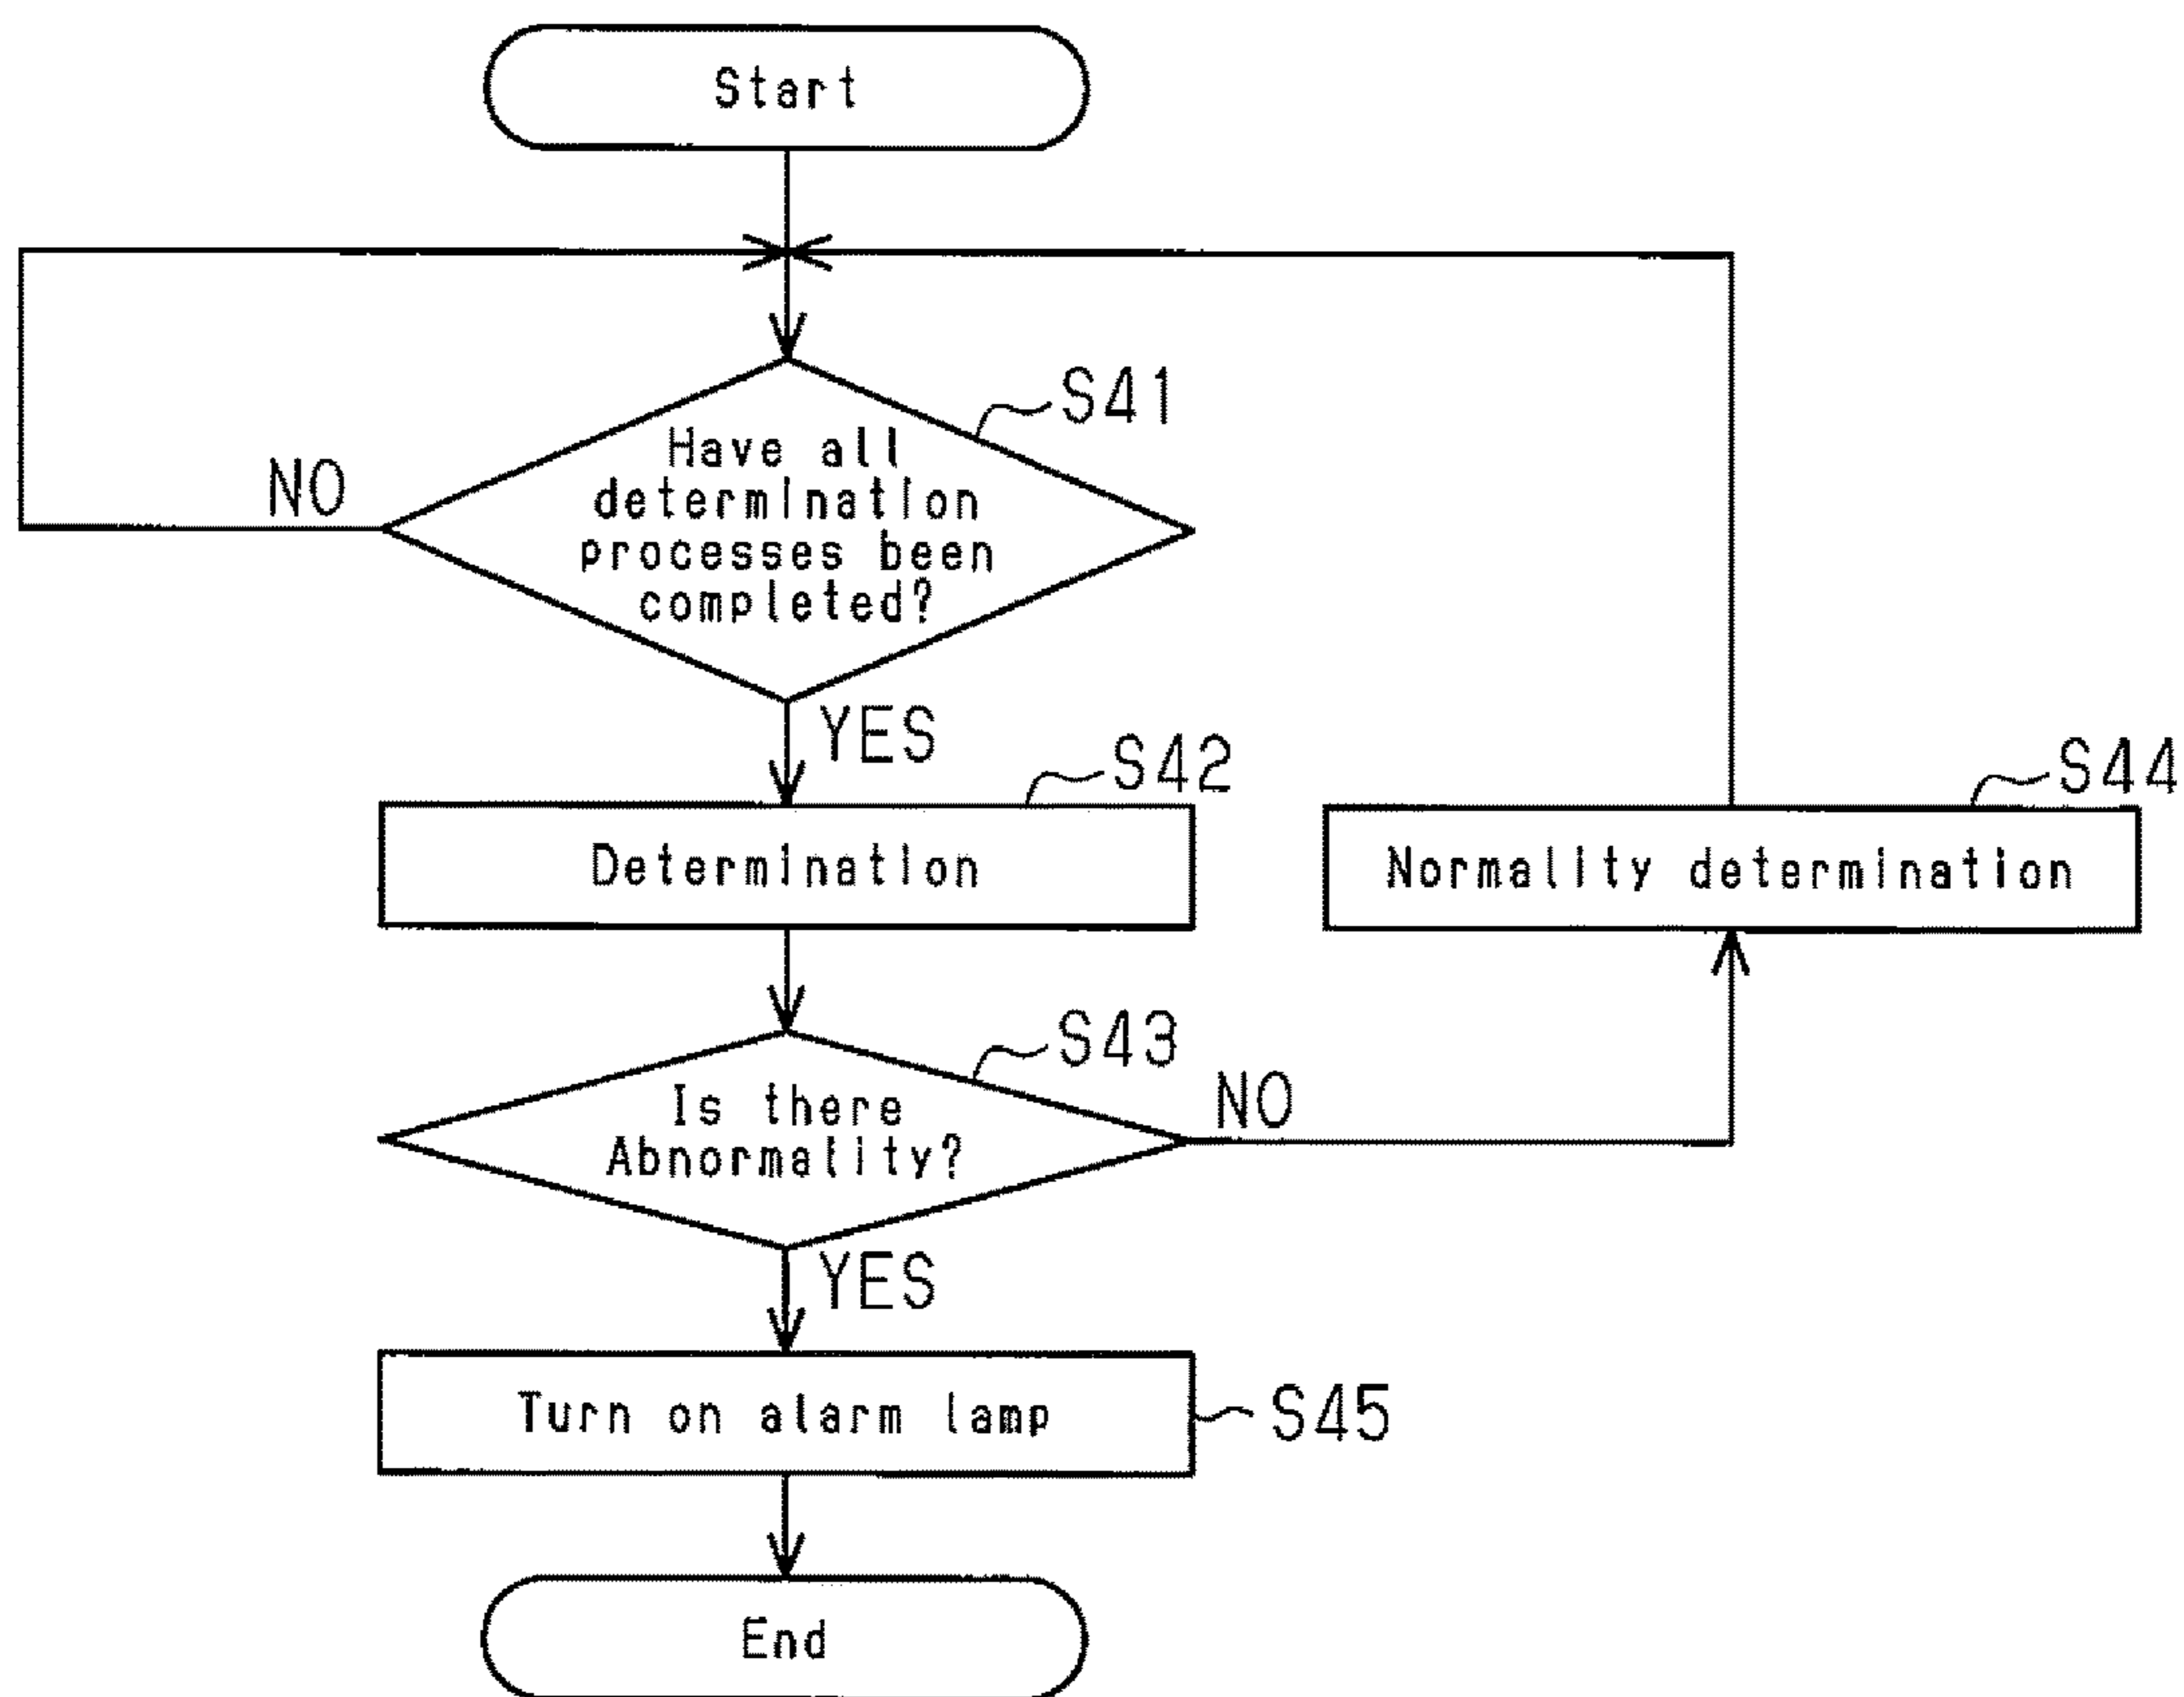 Start
S41
Have all
determination
processes been
completed?
NO
YES
S42
Determination
S44
Normality determination
S43
Is there
Abnormality?
NO
YES
Turn on alarm lamp
S45
End